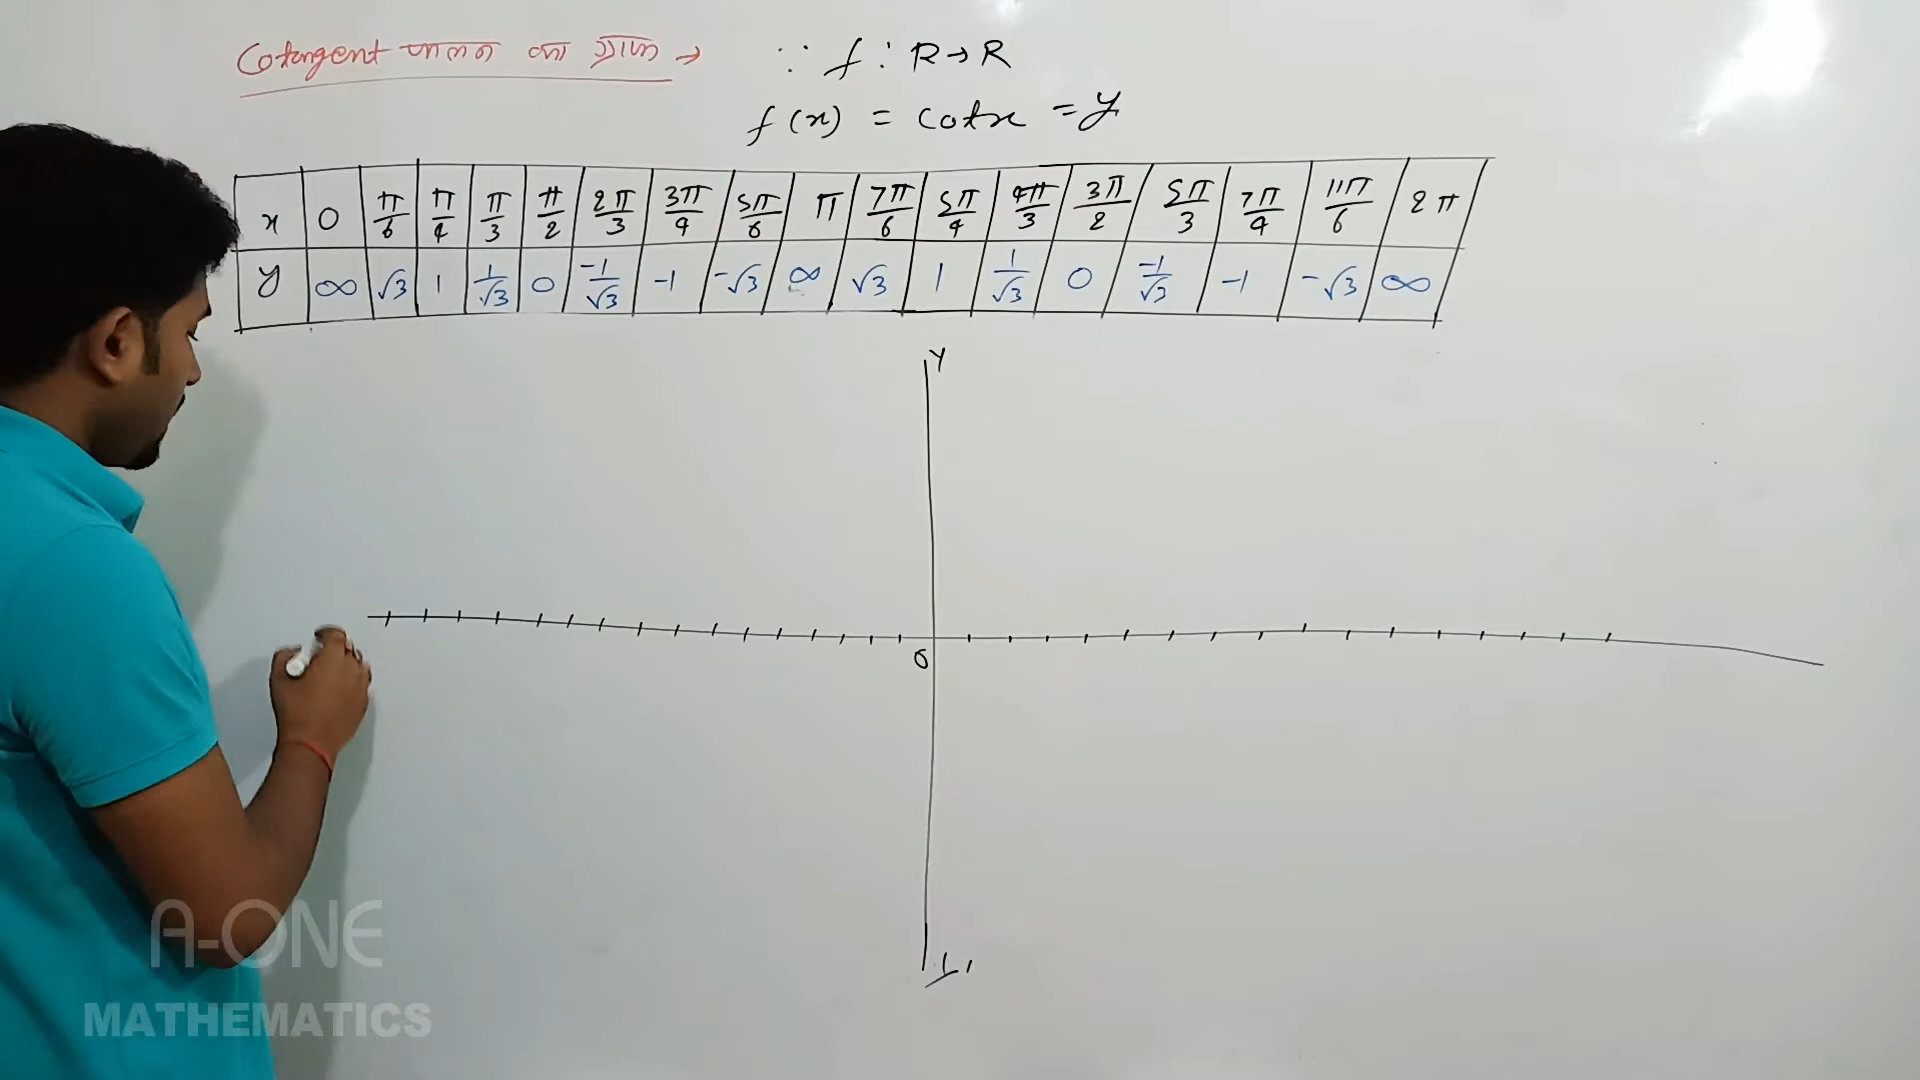 Cotangent फलन का ग्राफ →
∵ f : R→R
f(x) = cotx = y
x 0 π/6 π/4 π/3 π/2 2π/3 3π/4 5π/6 π 7π/6 5π/4 4π/3 3π/2 5π/3 7π/4 11π/6 2π
y ∞ √3 1 1/√3 0 -1/√3 -1 -√3 ∞ √3 1 1/√3 0 -1/√3 -1 -√3 ∞
Y
0
A-ONE
MATHEMATICS